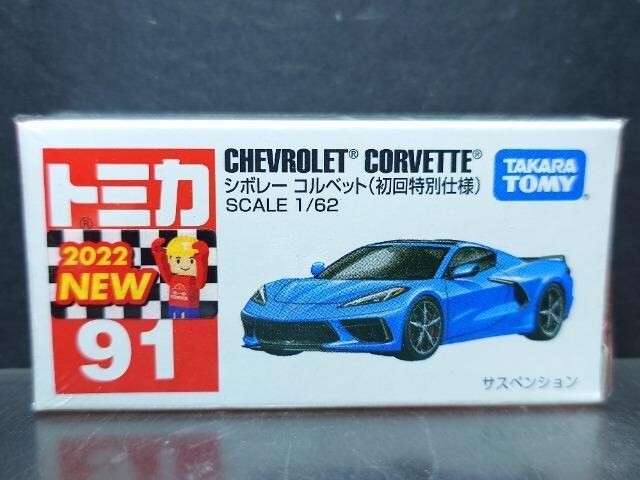 トミカ®
2022
NEW
91
CHEVROLET® CORVETTE®
シボレー コルベット(初回特別仕様)
SCALE 1/62
TAKARA
TOMY
®
サスペンション